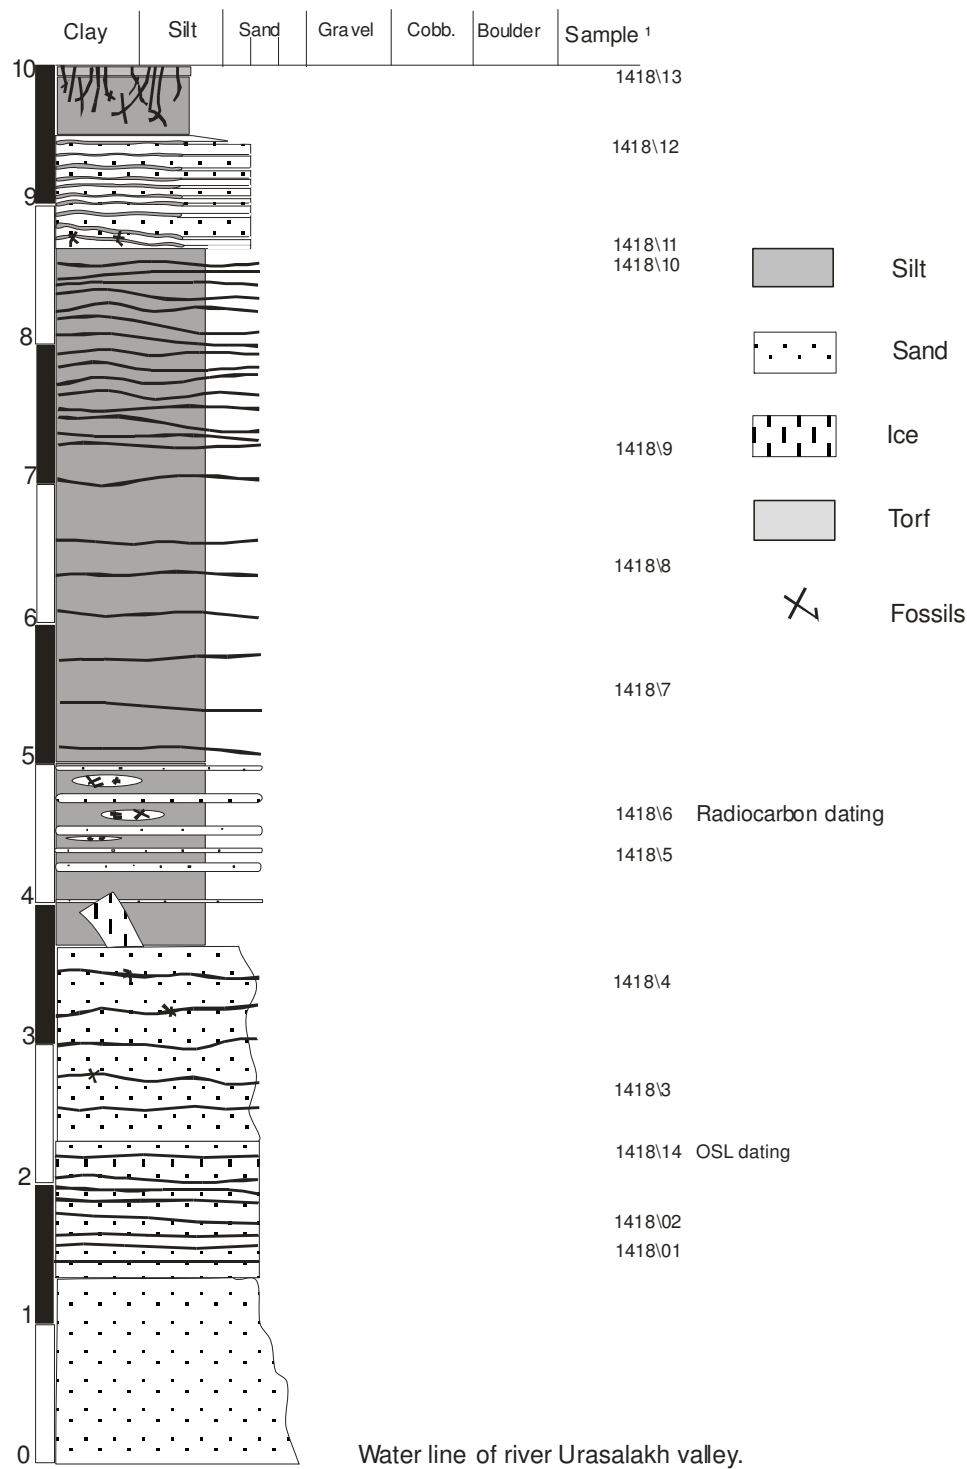 Clay Silt Sand Gravel Cobb. Boulder Sample ¹
10
1418\13
1418\12
9
1418\11
1418\10
Silt
8
Sand
Ice
7
1418\9
Torf
1418\8
6
Fossils
1418\7
5
1418\6 Radiocarbon dating
1418\5
4
1418\4
3
1418\3
1418\14 OSL dating
2
1418\02
1418\01
1
0
Water line of river Urasalakh valley.